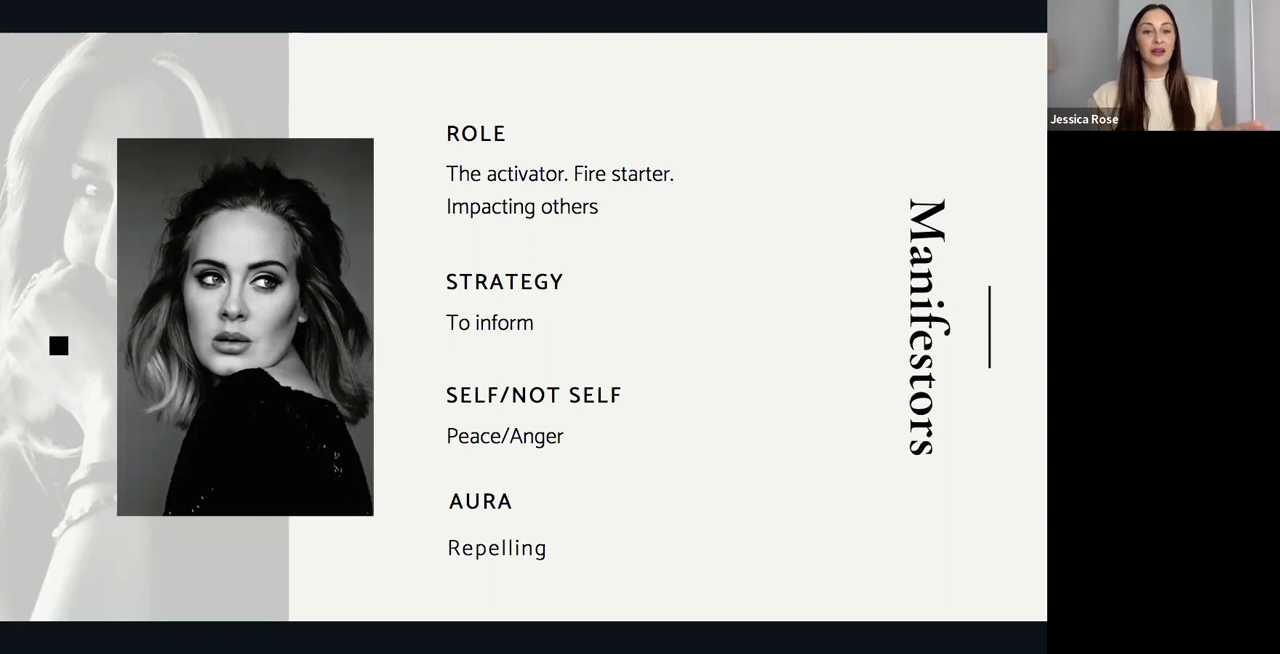 ROLE
The activator. Fire starter.
Impacting others
STRATEGY
To inform
SELF/NOT SELF
Peace/Anger
AURA
Repelling
Manifestors
Jessica Rose